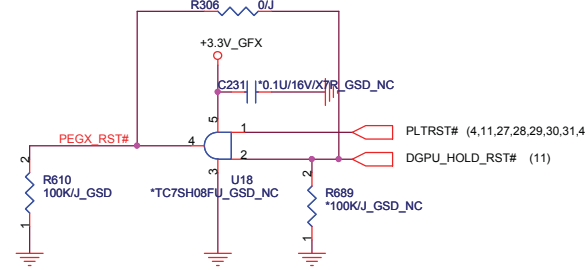 R306 0/J
+3.3V_GFX
C231 *0.1U/16V/X7R_GSD_NC
5
1 PLTRST# (4,11,27,28,29,30,31,4
PEGX_RST# 4
2 DGPU_HOLD_RST# (11)
2 3 U18 2
R610 *TC7SH08FU_GSD_NC R689
100K/J_GSD *100K/J_GSD_NC
1 1